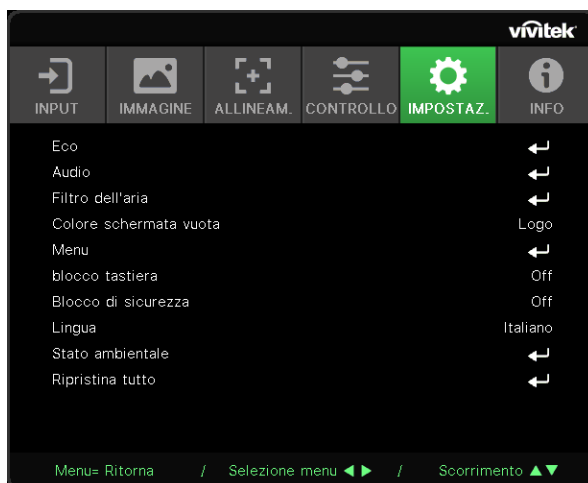 vivitek
INPUT IMMAGINE ALLINEAM. CONTROLLO IMPOSTAZ. INFO
Eco
Audio
Filtro dell'aria
Colore schermata vuota Logo
Menu
blocco tastiera Off
Blocco di sicurezza Off
Lingua Italiano
Stato ambientale
Ripristina tutto
Menu= Ritorna / Selezione menu ◀ ▶ / Scorrimento ▲▼